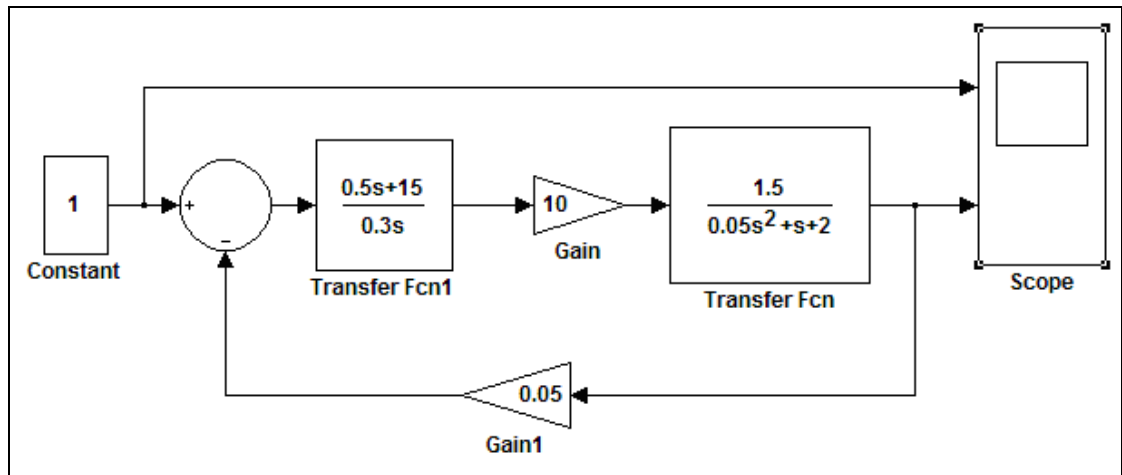 1
Constant
+
−
0.5s+15
0.3s
Transfer Fcn1
10
Gain
1.5
0.05s²+s+2
Transfer Fcn
Scope
0.05
Gain1